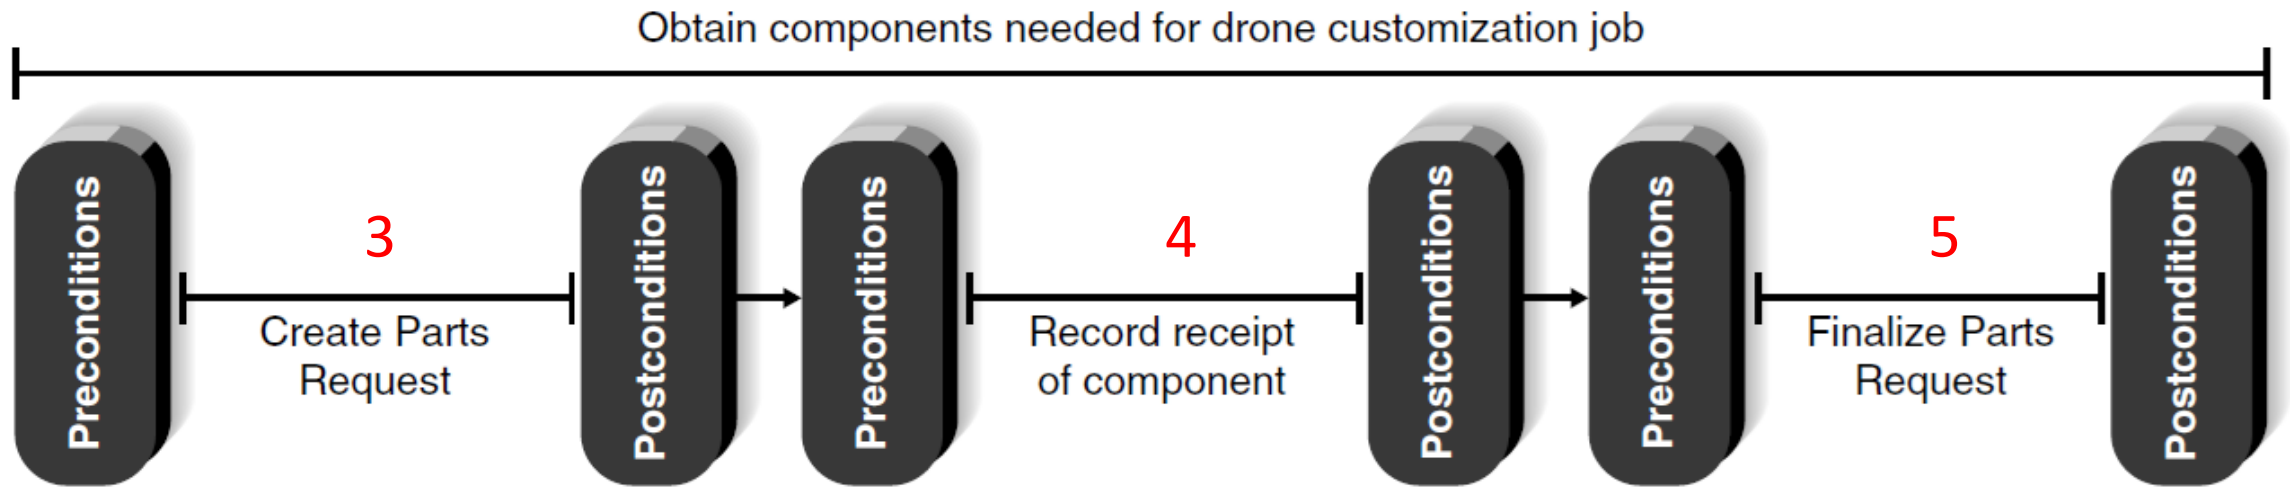 Obtain components needed for drone customization job
Preconditions
3
Create Parts
Request
Postconditions
Preconditions
4
Record receipt
of component
Postconditions
Preconditions
5
Finalize Parts
Request
Postconditions